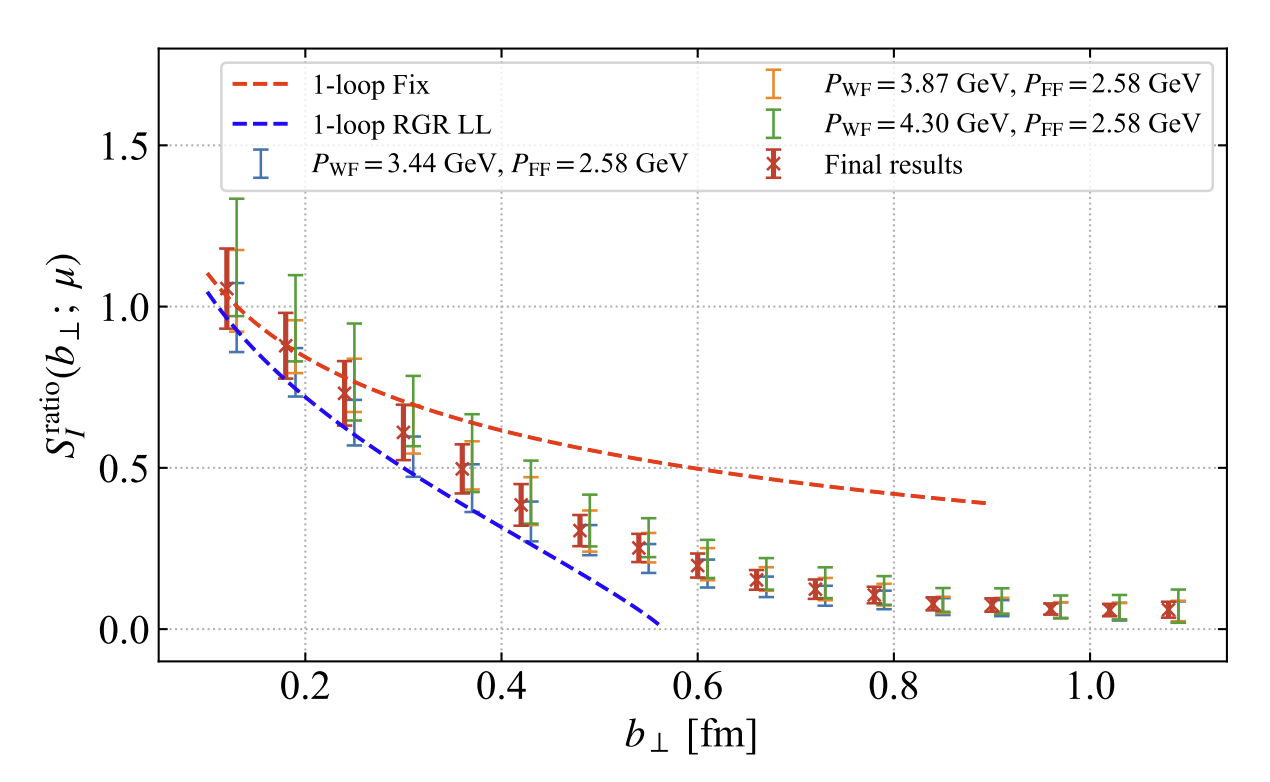 1-loop Fix
1-loop RGR LL
P_WF = 3.44 GeV, P_FF = 2.58 GeV
P_WF = 3.87 GeV, P_FF = 2.58 GeV
P_WF = 4.30 GeV, P_FF = 2.58 GeV
Final results
S_I^ratio(b_⊥; μ)
1.5
1.0
0.5
0.0
0.2 0.4 0.6 0.8 1.0
b_⊥ [fm]